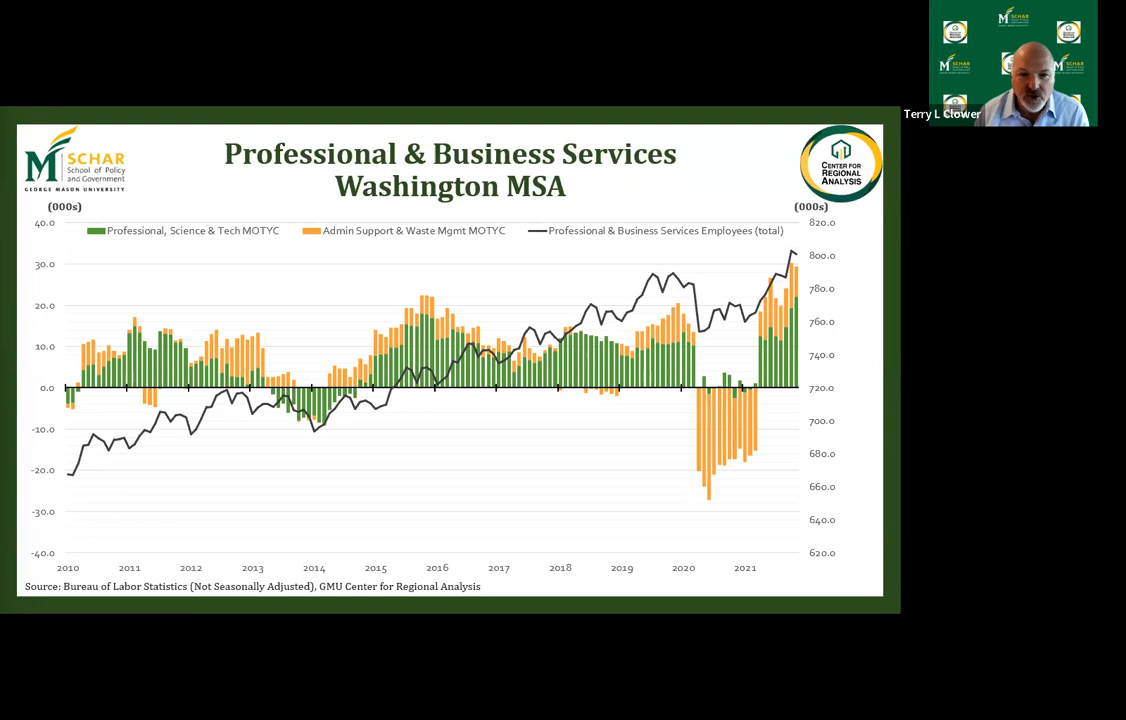 M SCHAR
SCHAR
SCHAR
Terry L Clower
M SCHAR
School of Policy
and Government
GEORGE MASON UNIVERSITY
Professional & Business Services
Washington MSA
CENTER FOR
REGIONAL
ANALYSIS
(000s)
(000s)
Professional, Science & Tech MOTYC
Admin Support & Waste Mgmt MOTYC
Professional & Business Services Employees (total)
40.0
30.0
20.0
10.0
0.0
-10.0
-20.0
-30.0
-40.0
820.0
800.0
780.0
760.0
740.0
720.0
700.0
680.0
660.0
640.0
620.0
2010 2011 2012 2013 2014 2015 2016 2017 2018 2019 2020 2021
Source: Bureau of Labor Statistics (Not Seasonally Adjusted), GMU Center for Regional Analysis